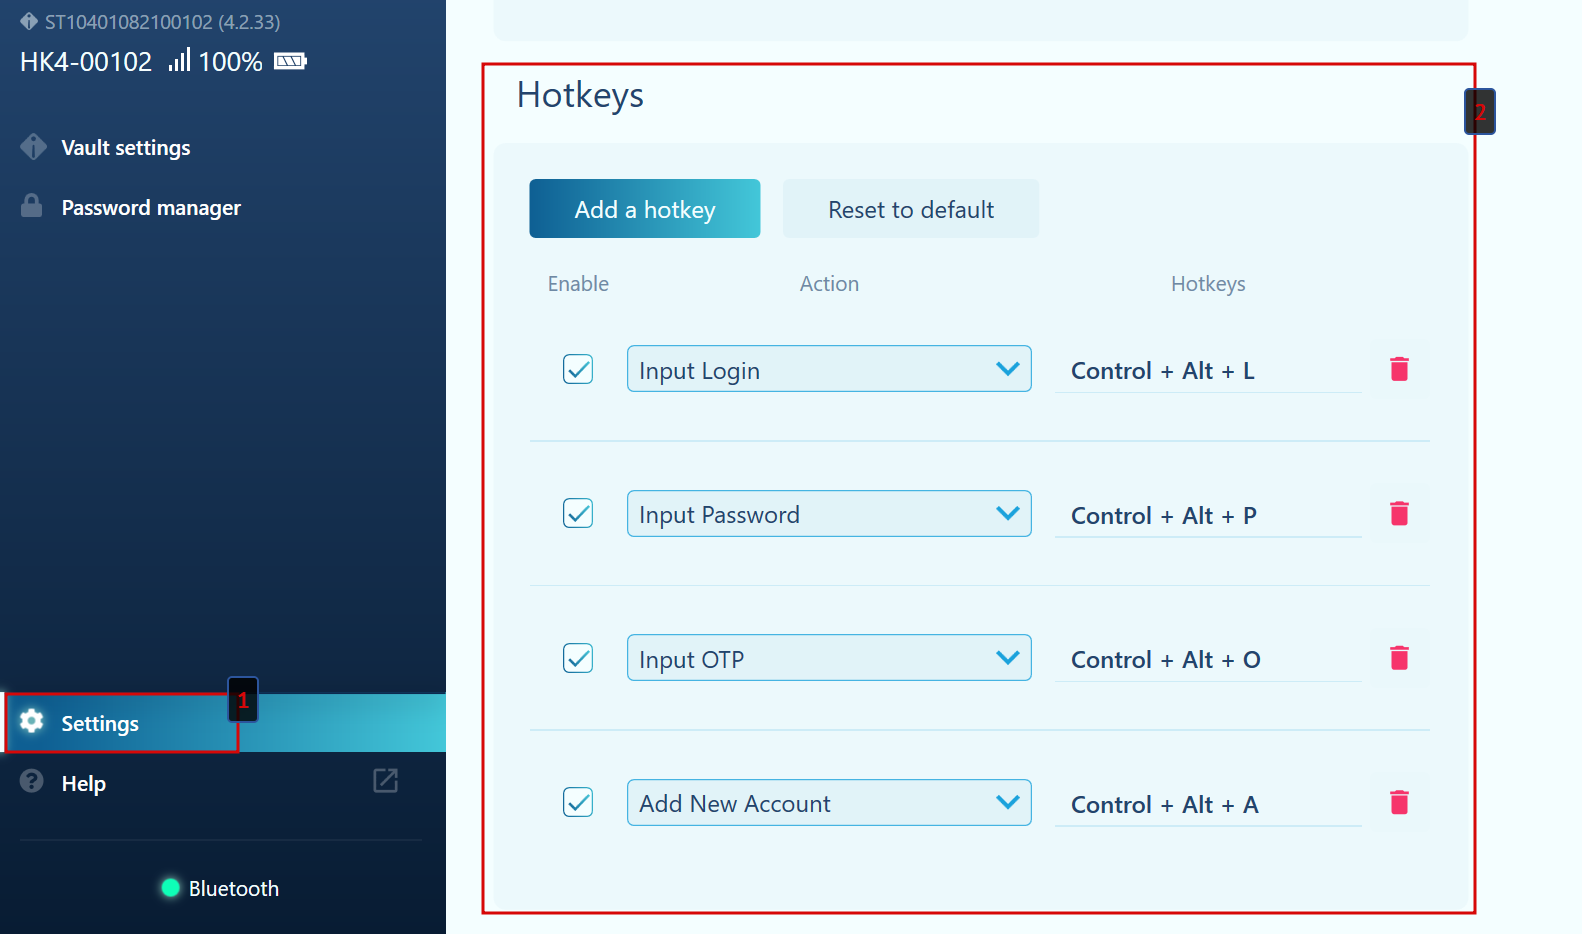 ST10401082100102 (4.2.33)
HK4-00102 100%
Vault settings
Password manager
1
Settings
Help
Bluetooth
Hotkeys
2
Add a hotkey Reset to default
Enable Action Hotkeys
Input Login Control + Alt + L
Input Password Control + Alt + P
Input OTP Control + Alt + O
Add New Account Control + Alt + A